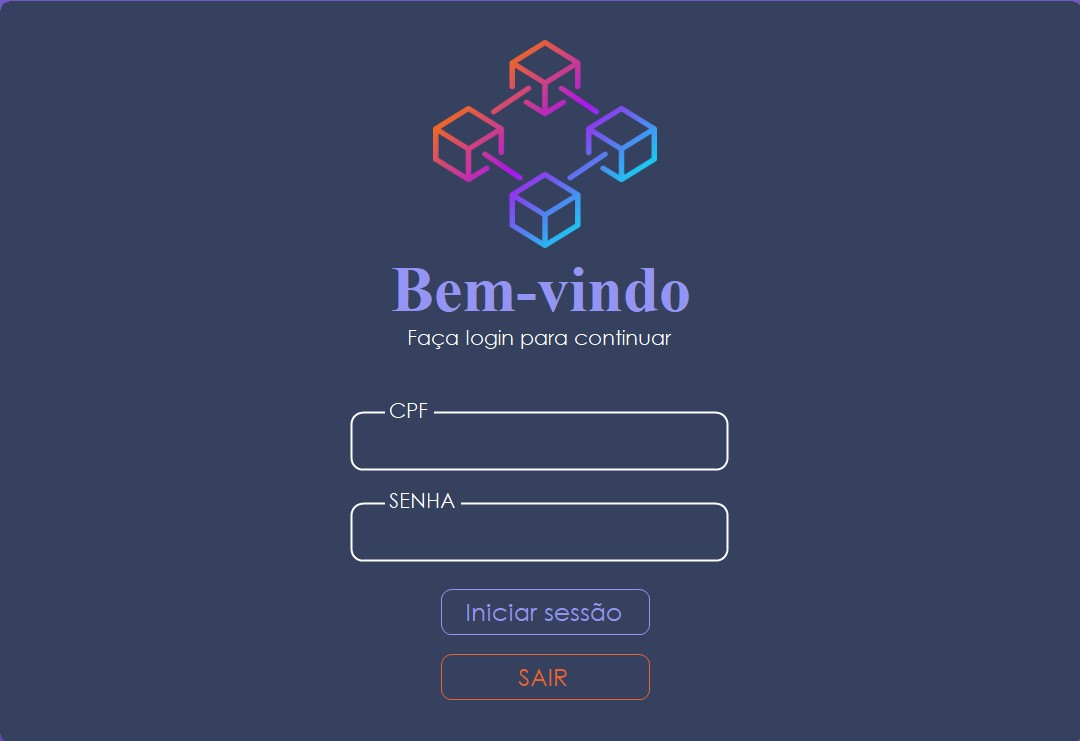 Bem-vindo
Faça login para continuar
CPF
SENHA
Iniciar sessão
SAIR